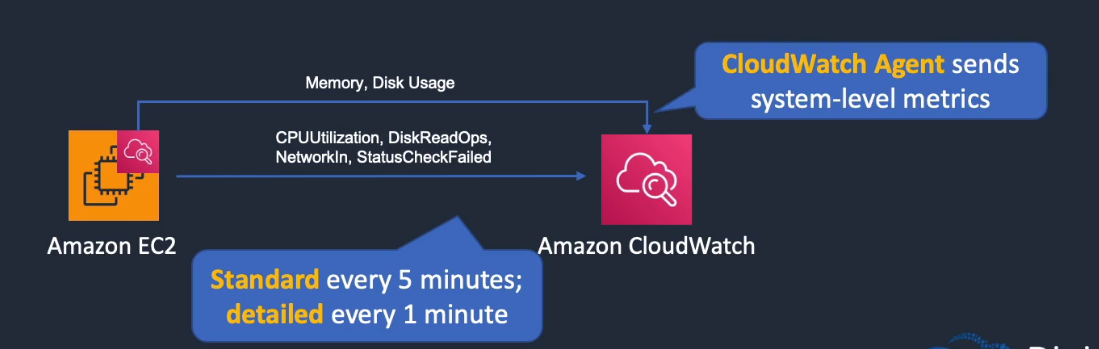 Memory, Disk Usage
CloudWatch Agent sends
system-level metrics
CPUUtilization, DiskReadOps,
NetworkIn, StatusCheckFailed
Amazon EC2
Amazon CloudWatch
Standard every 5 minutes;
detailed every 1 minute